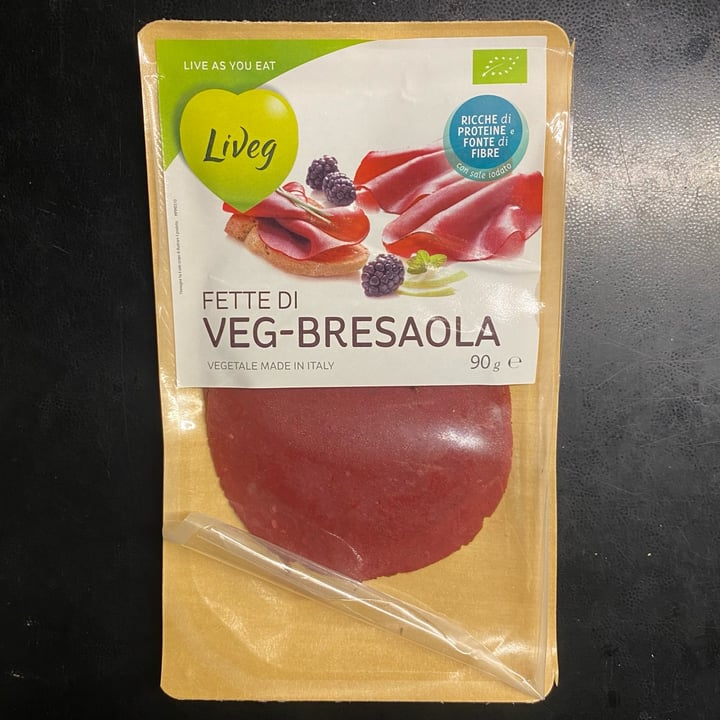 LIVE AS YOU EAT
Liveg
RICCHE di
PROTEINE e
FONTE di
FIBRE
con sale iodato
FETTE DI
VEG-BRESAOLA
VEGETALE MADE IN ITALY
90 g ℮